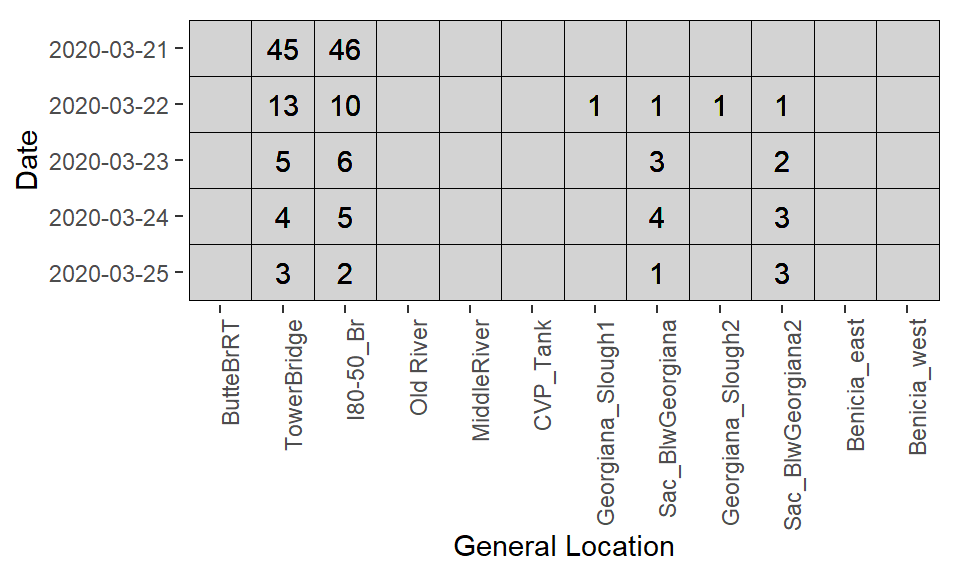 2020-03-21 45 46
2020-03-22 13 10 1 1 1 1
2020-03-23 5 6 3 2
2020-03-24 4 5 4 3
2020-03-25 3 2 1 3
Date
ButteBrRT
TowerBridge
I80-50_Br
Old River
MiddleRiver
CVP_Tank
Georgiana_Slough1
Sac_BlwGeorgiana
Georgiana_Slough2
Sac_BlwGeorgiana2
Benicia_east
Benicia_west
General Location